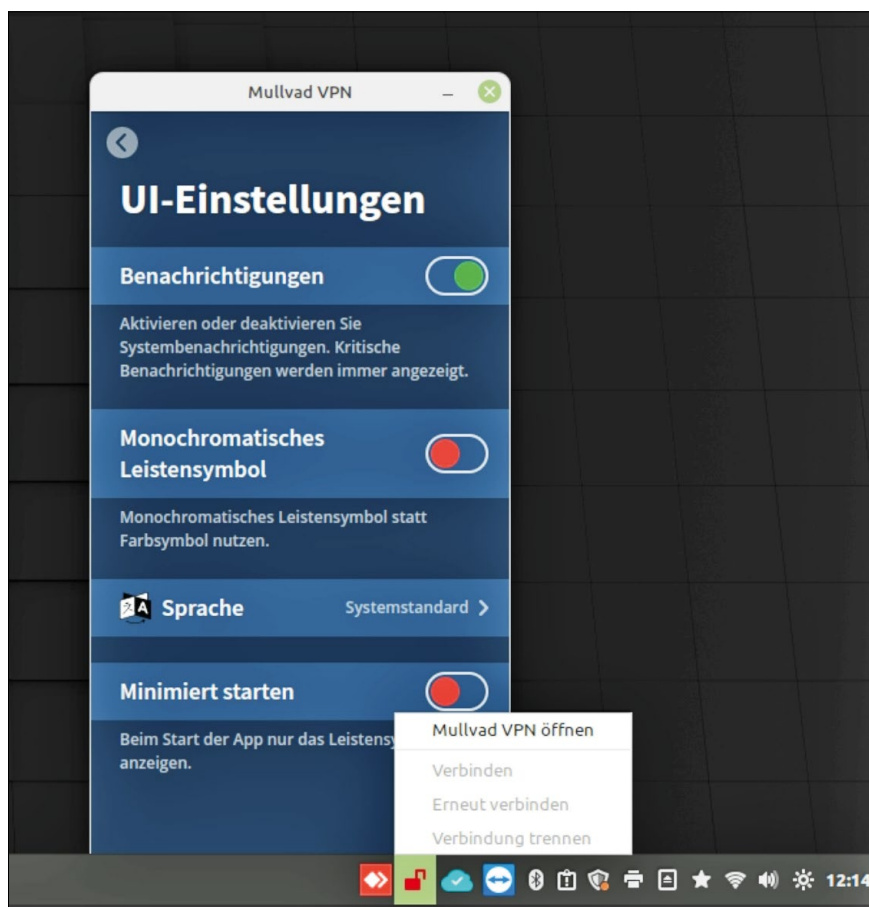 Mullvad VPN
UI-Einstellungen
Benachrichtigungen
Aktivieren oder deaktivieren Sie
Systembenachrichtigungen. Kritische
Benachrichtigungen werden immer angezeigt.
Monochromatisches
Leistensymbol
Monochromatisches Leistensymbol statt
Farbsymbol nutzen.
Sprache
Systemstandard
Minimiert starten
Beim Start der App nur das
anzeigen.
Mullvad VPN öffnen
Verbinden
Erneut verbinden
Verbindung trennen
12:14